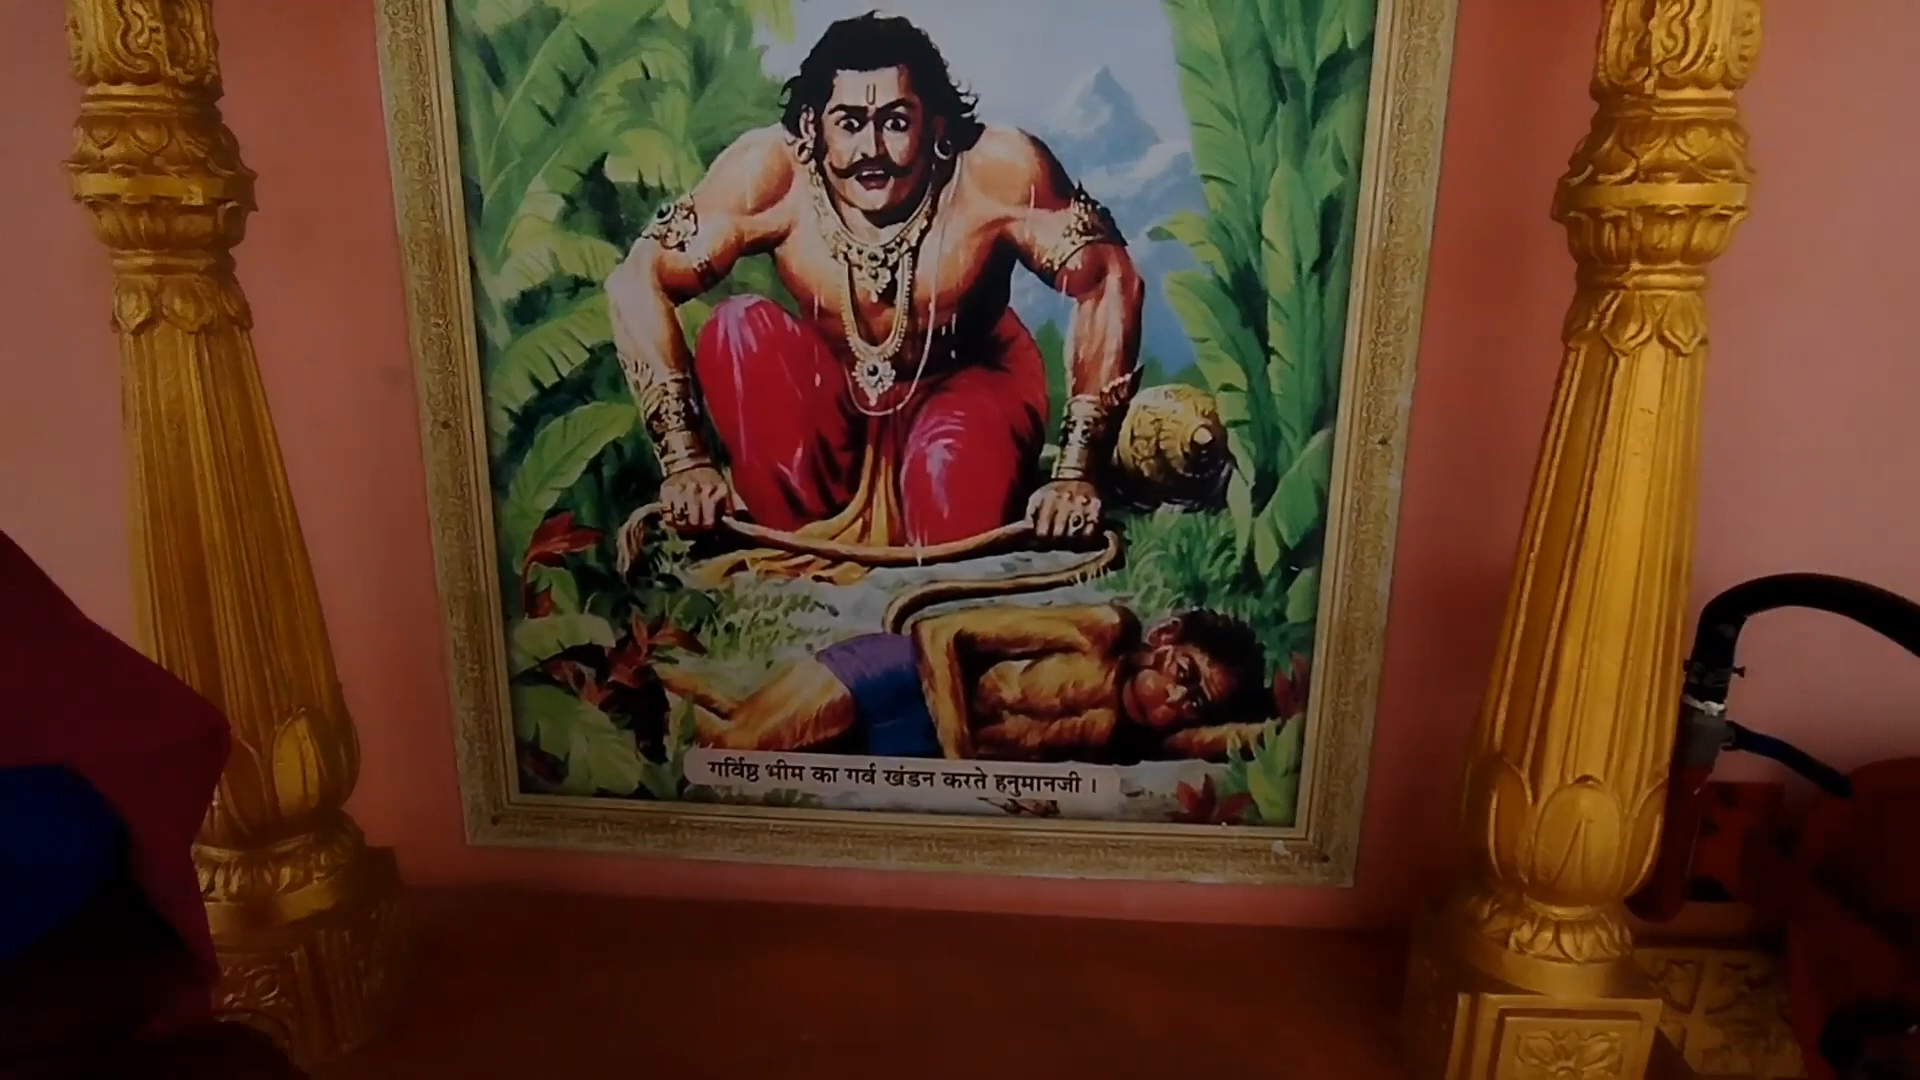 गर्विष्ठ भीम का गर्व खंडन करते हनुमानजी ।